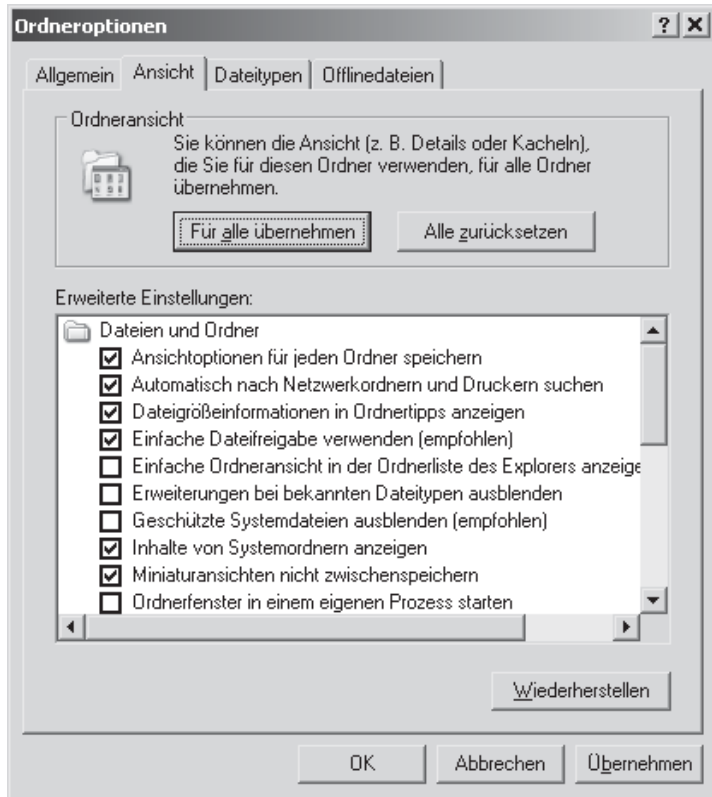 Ordneroptionen
Allgemein Ansicht Dateitypen Offlinedateien
Ordneransicht
Sie können die Ansicht (z. B. Details oder Kacheln),
die Sie für diesen Ordner verwenden, für alle Ordner
übernehmen.
Für alle übernehmen Alle zurücksetzen
Erweiterte Einstellungen:
Dateien und Ordner
Ansichtoptionen für jeden Ordner speichern
Automatisch nach Netzwerkordnern und Druckern suchen
Dateigrößeinformationen in Ordnertipps anzeigen
Einfache Dateifreigabe verwenden (empfohlen)
Einfache Ordneransicht in der Ordnerliste des Explorers anzeige
Erweiterungen bei bekannten Dateitypen ausblenden
Geschützte Systemdateien ausblenden (empfohlen)
Inhalte von Systemordnern anzeigen
Miniaturansichten nicht zwischenspeichern
Ordnerfenster in einem eigenen Prozess starten
Wiederherstellen
OK Abbrechen Übernehmen